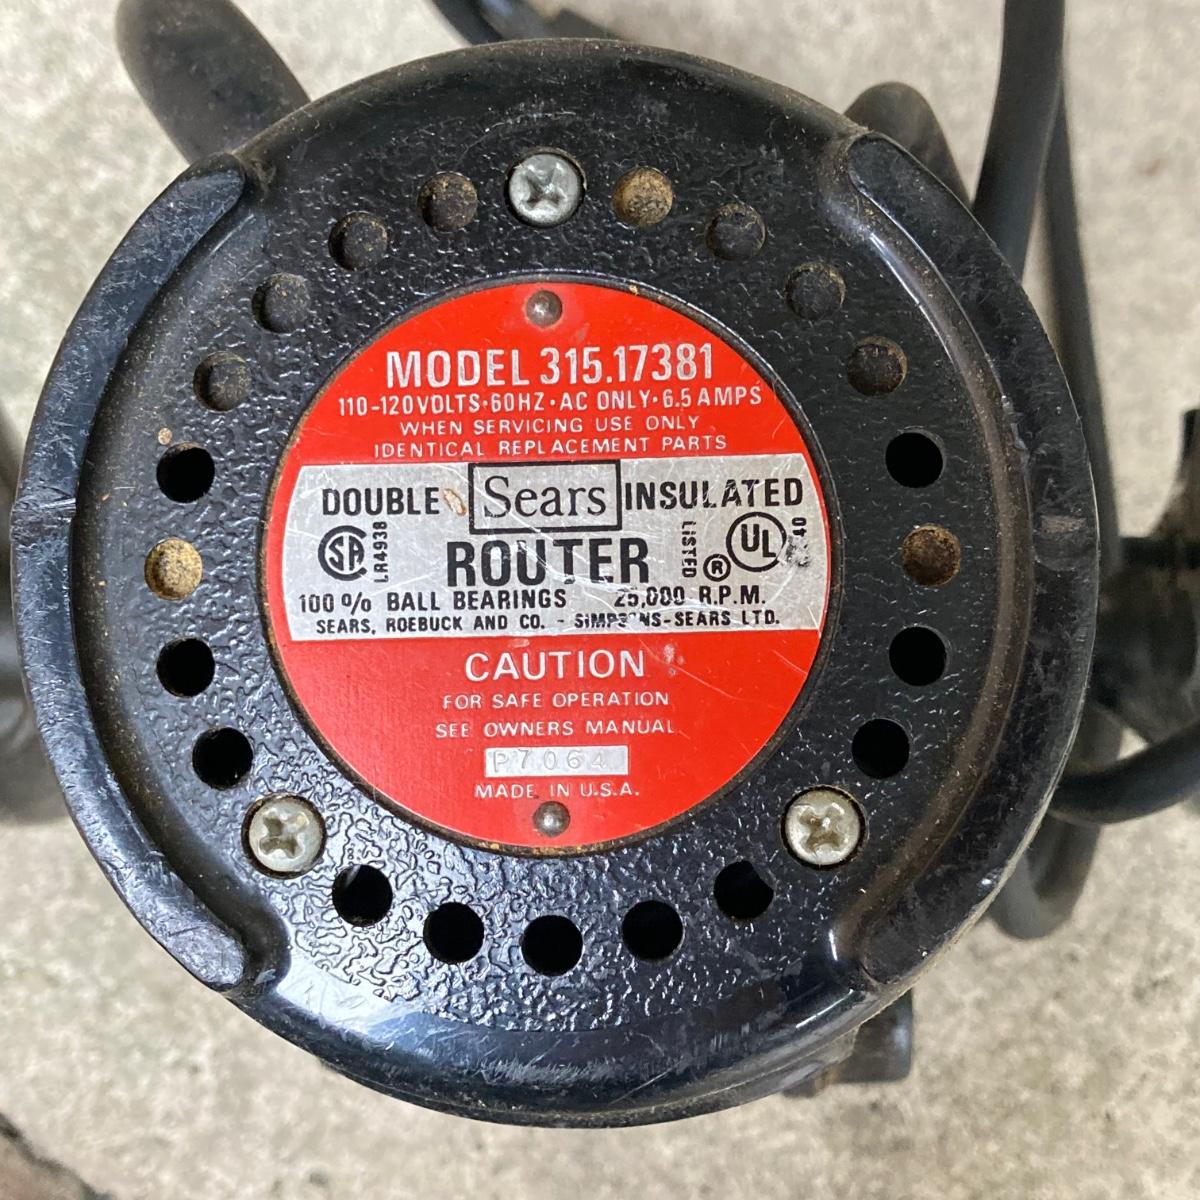 MODEL 315.17381
110-120 VOLTS·60HZ·AC ONLY·6.5 AMPS
WHEN SERVICING USE ONLY
IDENTICAL REPLACEMENT PARTS
DOUBLE Sears INSULATED
SA LR4938 ROUTER LISTED ® UL
100% BALL BEARINGS 25,000 R.P.M.
SEARS, ROEBUCK AND CO. - SIMPSONS-SEARS LTD.
CAUTION
FOR SAFE OPERATION
SEE OWNERS MANUAL
P7064
MADE IN U.S.A.